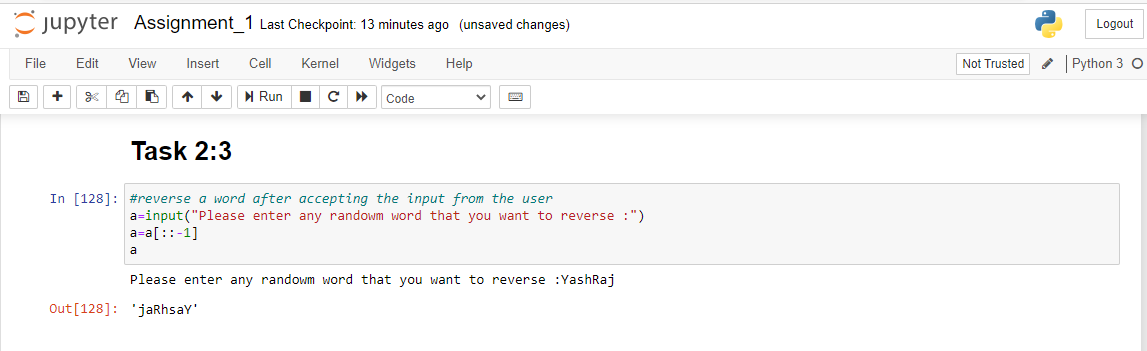 jupyter Assignment_1 Last Checkpoint: 13 minutes ago (unsaved changes) Logout
File Edit View Insert Cell Kernel Widgets Help Not Trusted Python 3
Run Code
Task 2:3
In [128]: #reverse a word after accepting the input from the user
a=input("Please enter any randowm word that you want to reverse :")
a=a[::-1]
a
Please enter any randowm word that you want to reverse :YashRaj
Out[128]: 'jaRhsaY'